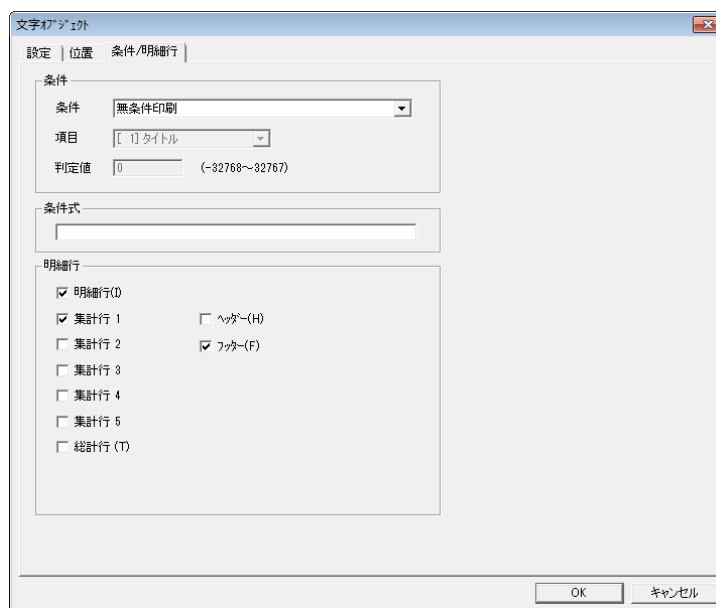 文字ｵﾌﾞｼﾞｪｸﾄ
設定 位置 条件/明細行
条件
条件 無条件印刷
項目 [ 1]ﾀｲﾄﾙ
判定値 0 (-32768～32767)
条件式
明細行
明細行(I)
集計行 1 ﾍｯﾀﾞｰ(H)
集計行 2 ﾌｯﾀｰ(F)
集計行 3
集計行 4
集計行 5
総計行 (T)
OK ｷｬﾝｾﾙ